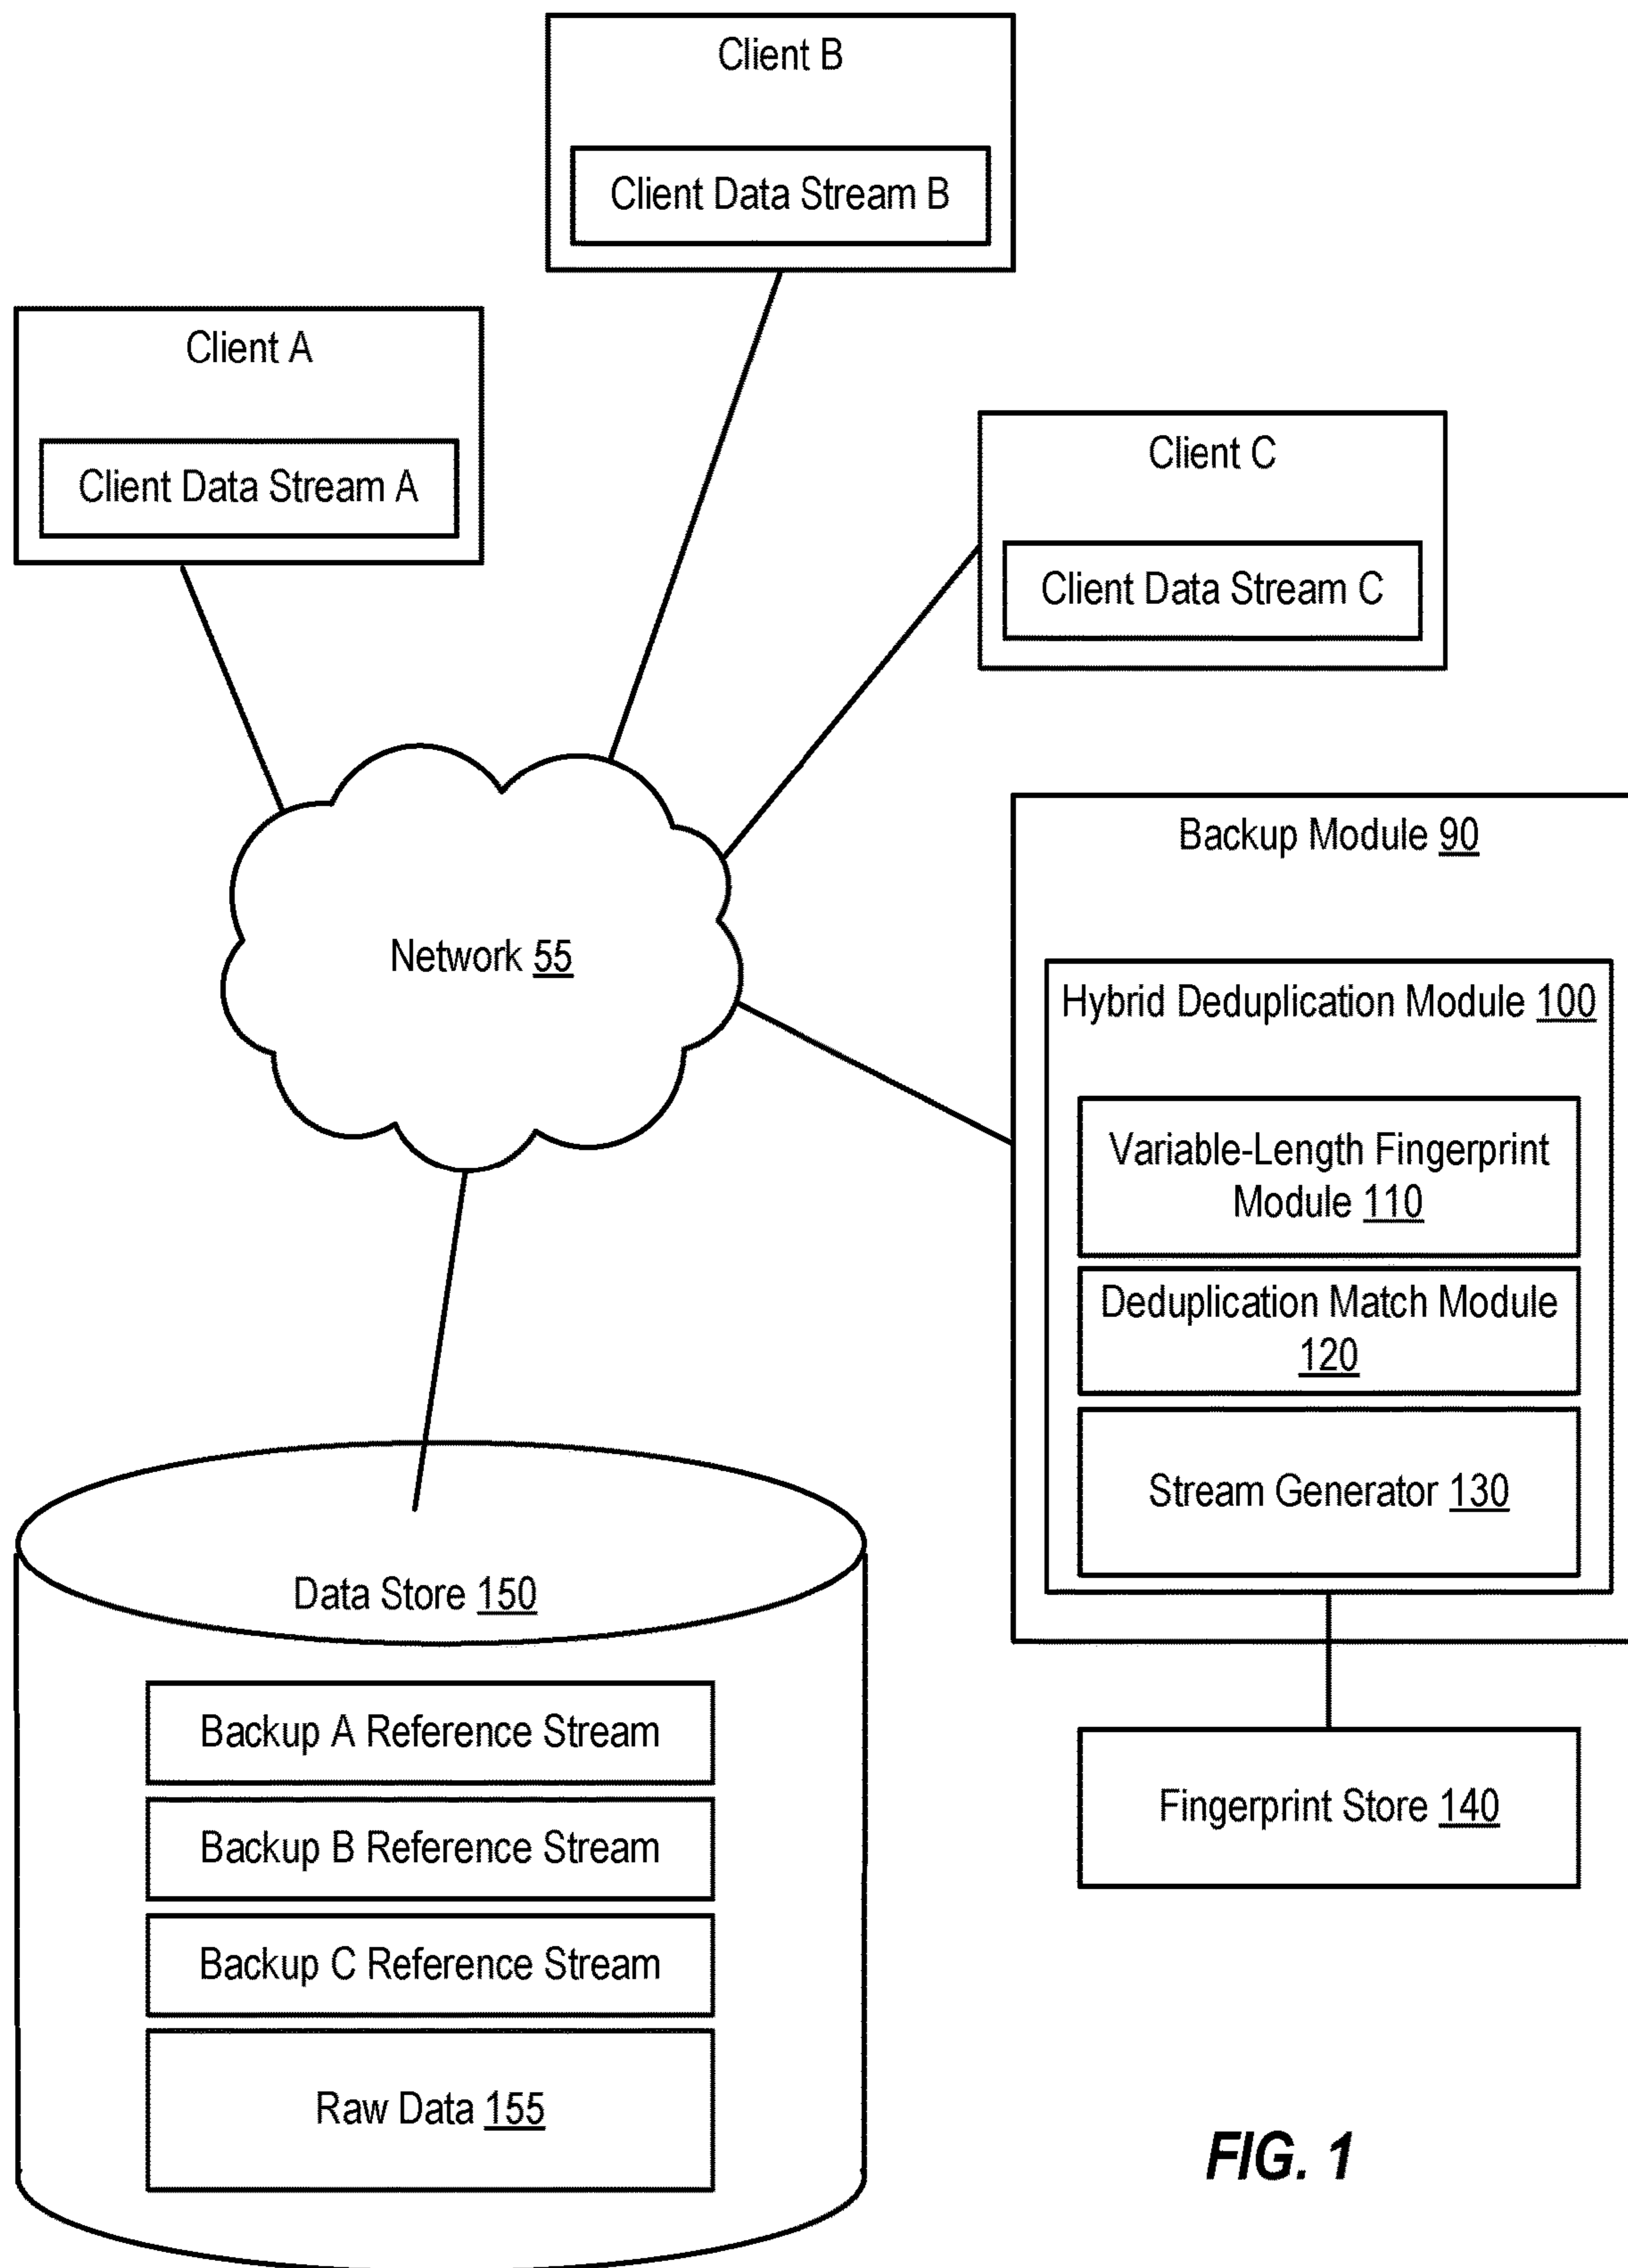 Client B
Client Data Stream B
Client A
Client Data Stream A
Client C
Client Data Stream C
Backup Module 90
Network 55
Hybrid Deduplication Module 100
Variable-Length Fingerprint
Module 110
Deduplication Match Module
120
Stream Generator 130
Data Store 150
Backup A Reference Stream
Backup B Reference Stream
Backup C Reference Stream
Raw Data 155
Fingerprint Store 140
FIG. 1